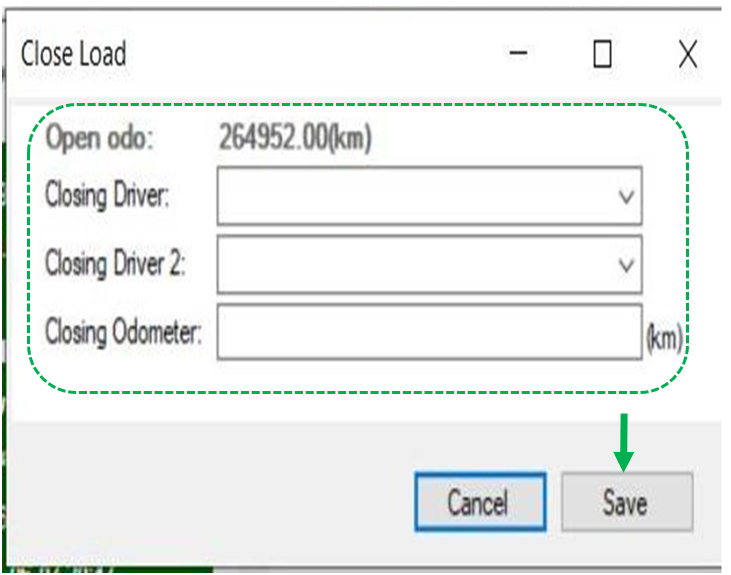 Close Load
Open odo: 264952.00(km)
Closing Driver:
Closing Driver 2:
Closing Odometer: (km)
Cancel Save